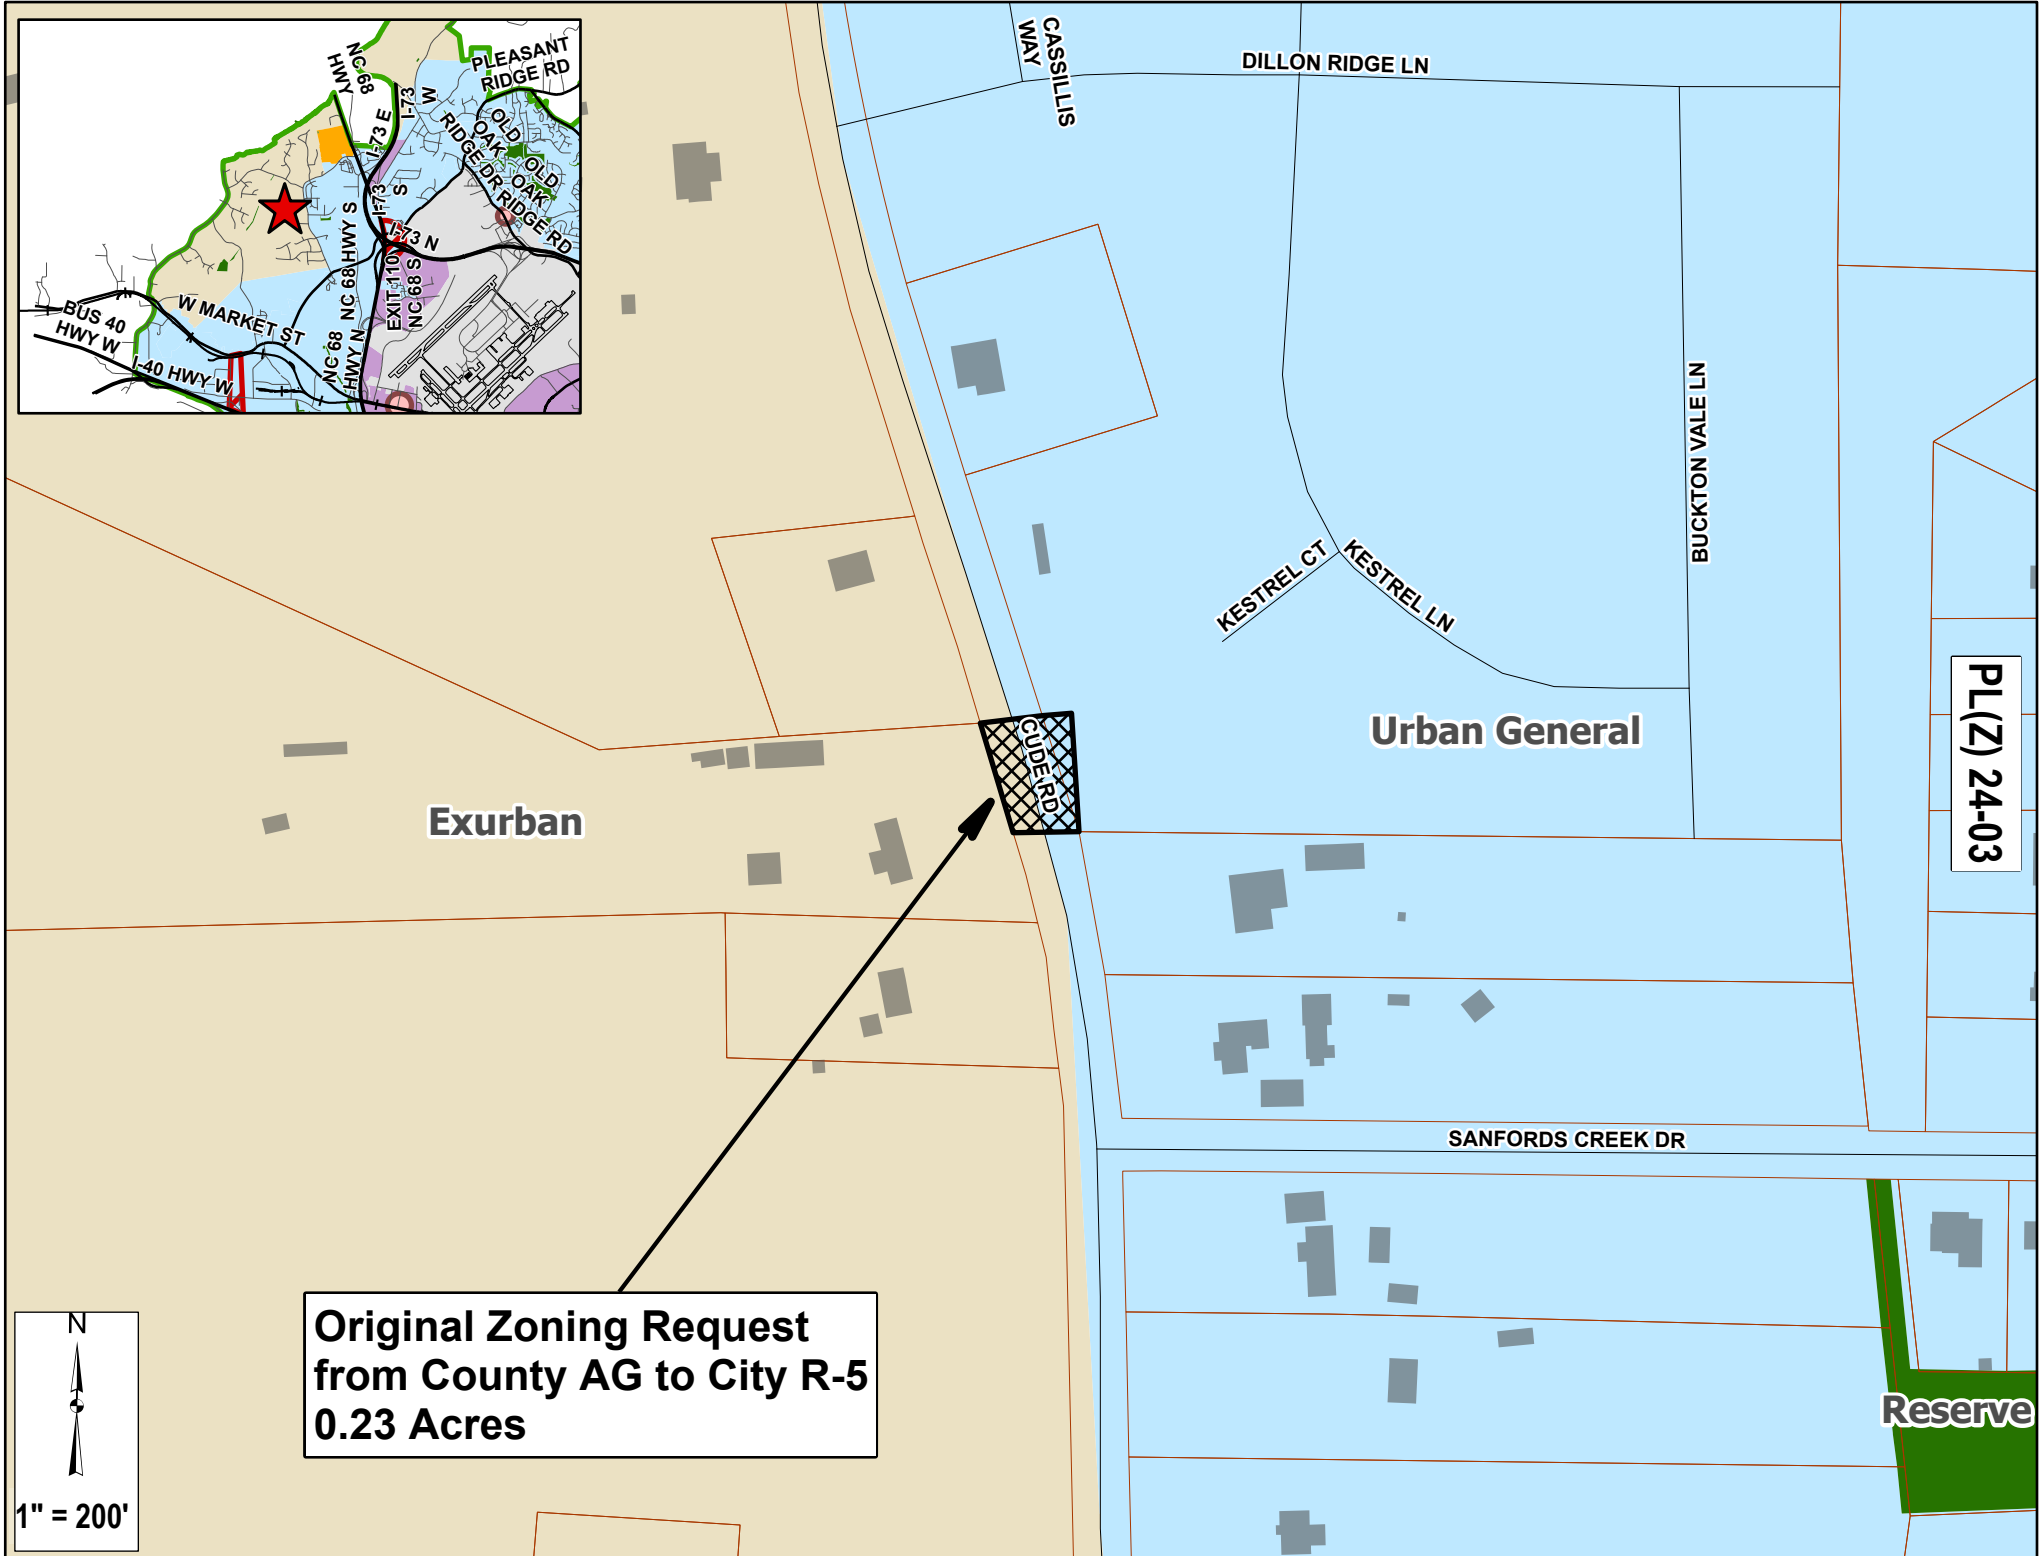 NC 68
HWY
PLEASANT
RIDGE RD
I-73
W
I-73 E
OLD
OAK
RIDGE DR
OLD
OAK
RIDGE RD
I-73
S
I-73 N
NC 68 HWY S
EXIT 110
NC 68 S
W MARKET ST
BUS 40
HWY W
I-40 HWY W
NC 68
HWY N
CASSILLIS
WAY
DILLON RIDGE LN
BUCKTON VALE LN
KESTREL CT
KESTREL LN
PL(Z) 24-03
Urban General
CUDE RD
Exurban
SANFORDS CREEK DR
Original Zoning Request
from County AG to City R-5
0.23 Acres
Reserve
N
1" = 200'